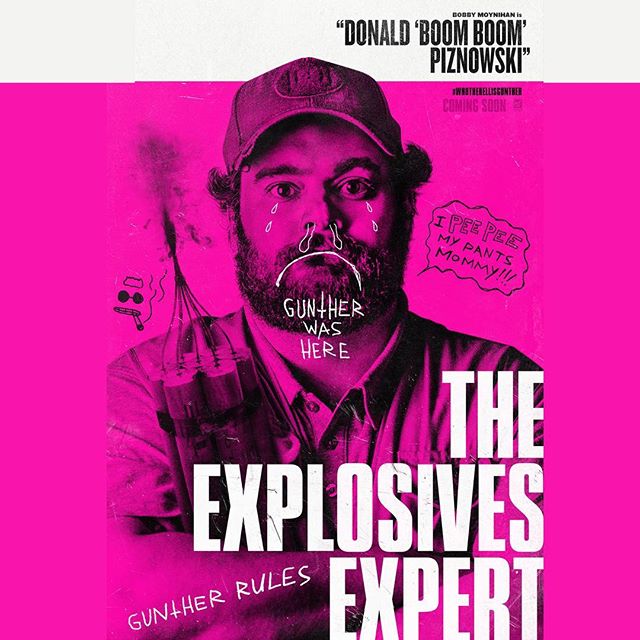 BOBBY MOYNIHAN is
"DONALD 'BOOM BOOM'
PIZNOWSKI"
#WHOTHEHELLISGUNTHER
COMING SOON
I PEE PEE
MY PANTS
MOMMY!!!
GUNTHER
WAS
HERE
THE
EXPLOSIVES
EXPERT
GUNTHER RULES